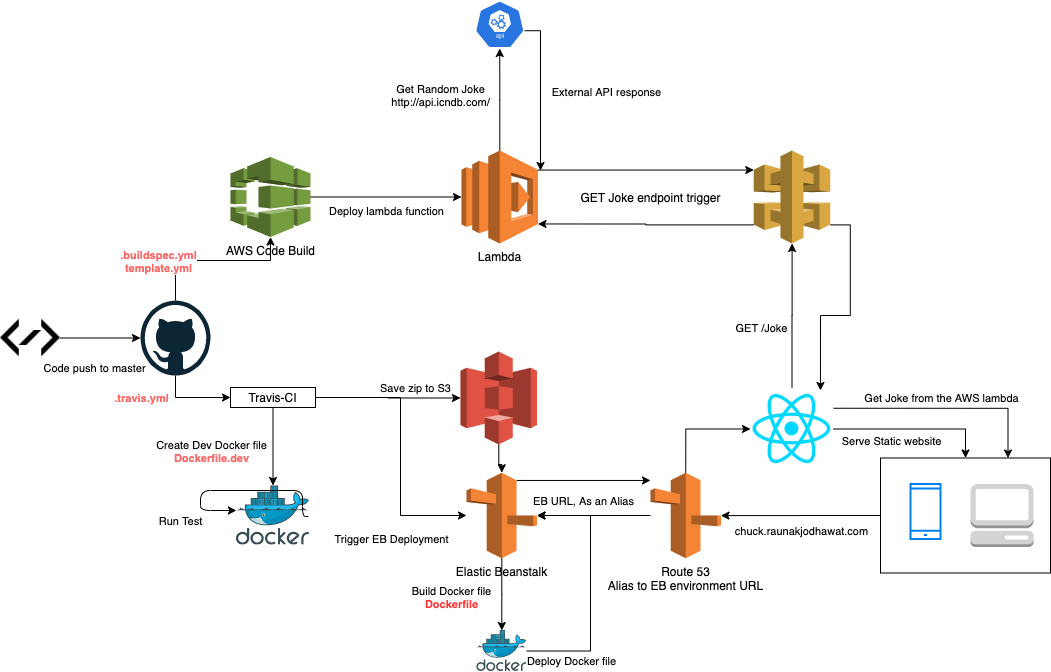 api
Get Random Joke
http://api.icndb.com/
External API response
Deploy lambda function
GET Joke endpoint trigger
AWS Code Build
Lambda
.buildspec.yml
template.yml
GET /Joke
Code push to master
.travis.yml
Travis-CI
Save zip to S3
Get Joke from the AWS lambda
Serve Static website
Create Dev Docker file
Dockerfile.dev
Run Test
docker
Trigger EB Deployment
EB URL, As an Alias
chuck.raunakjodhawat.com
Elastic Beanstalk
Route 53
Alias to EB environment URL
Build Docker file
Dockerfile
docker
Deploy Docker file